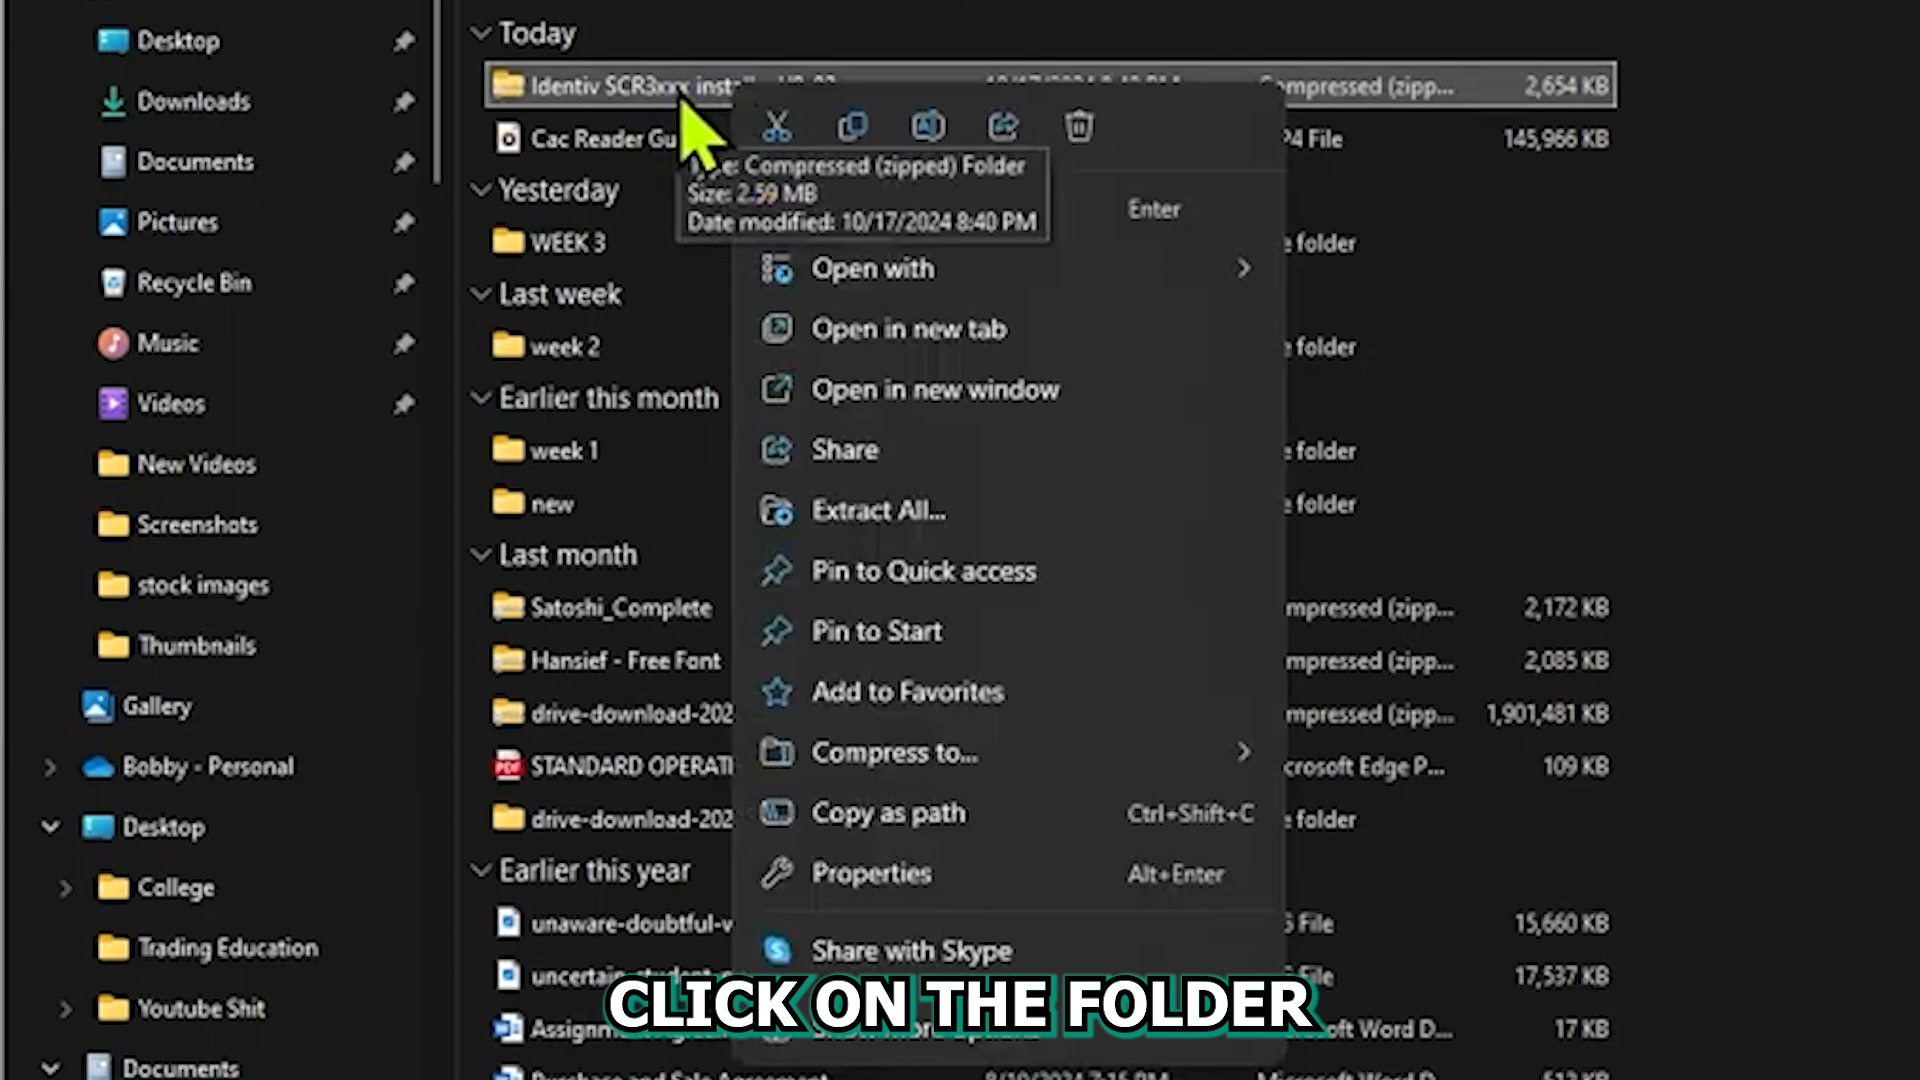 Desktop
Downloads
Documents
Pictures
Recycle Bin
Music
Videos
New Videos
Screenshots
stock images
Thumbnails
Gallery
Bobby - Personal
Desktop
College
Trading Education
Youtube Shit
Documents
Today
Identiv SCR3xxx Compressed (zipp... 2,654 KB
Cac Reader 145,966 KB
Yesterday
WEEK 3
Last week
week 2
Earlier this month
week 1 folder
new folder
Last month
Satoshi_Complete 2,172 KB
Hansief - Free Font 2,085 KB
drive-download-202 1,901,481 KB
STANDARD OPERATI 109 KB
drive-download-202 folder
Earlier this year
unaware-doubtful-v File 15,660 KB
17,537 KB
17 KB
Type: Compressed (zipped) Folder
Size: 2.59 MB
Date modified: 10/17/2024 8:40 PM
Enter
Open with
Open in new tab
Open in new window
Share
Extract All...
Pin to Quick access
Pin to Start
Add to Favorites
Compress to...
Copy as path Ctrl+Shift+C
Properties Alt+Enter
Share with Skype
CLICK ON THE FOLDER